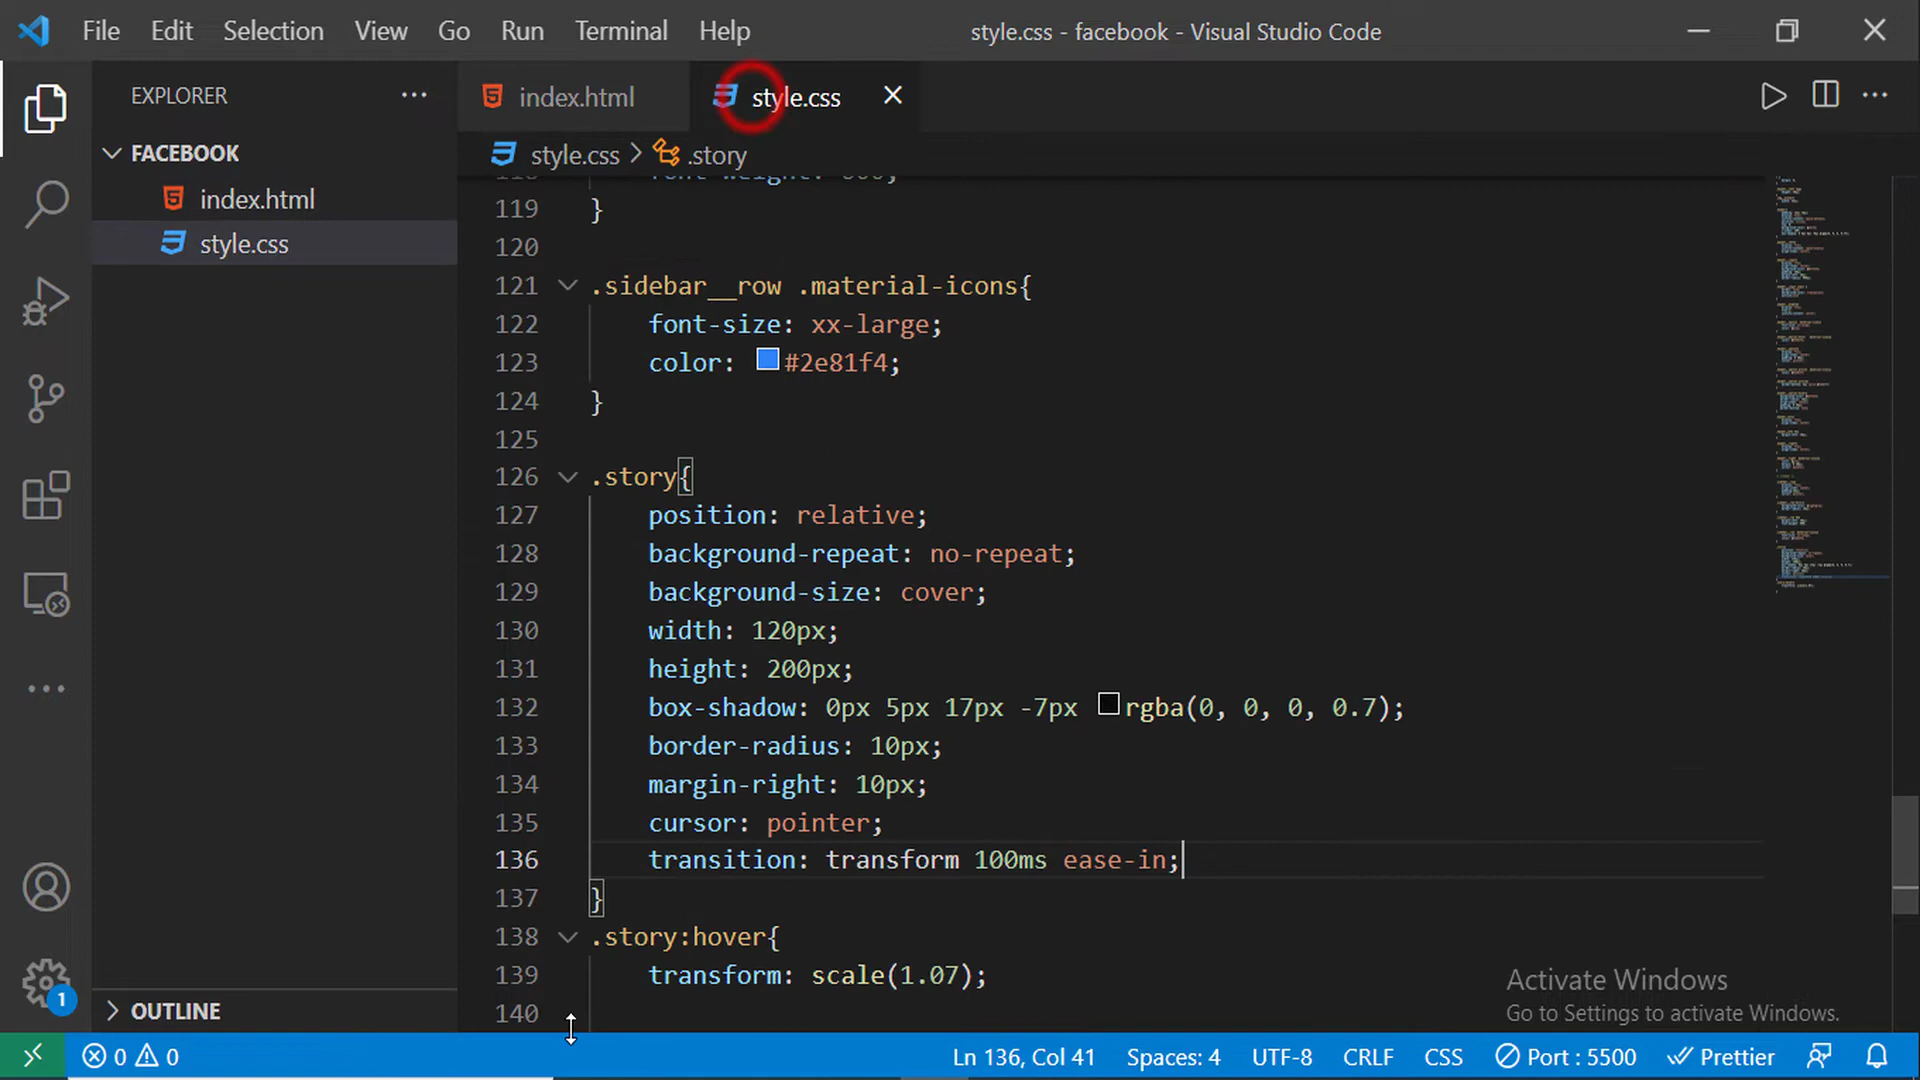 File Edit Selection View Go Run Terminal Help style.css - facebook - Visual Studio Code
EXPLORER
FACEBOOK
index.html
style.css
OUTLINE
index.html style.css
style.css > .story
119 }
120
121 .sidebar__row .material-icons{
122 font-size: xx-large;
123 color: #2e81f4;
124 }
125
126 .story{
127 position: relative;
128 background-repeat: no-repeat;
129 background-size: cover;
130 width: 120px;
131 height: 200px;
132 box-shadow: 0px 5px 17px -7px rgba(0, 0, 0, 0.7);
133 border-radius: 10px;
134 margin-right: 10px;
135 cursor: pointer;
136 transition: transform 100ms ease-in;
137 }
138 .story:hover{
139 transform: scale(1.07);
140
Activate Windows
Go to Settings to activate Windows.
1
0 0 Ln 136, Col 41 Spaces: 4 UTF-8 CRLF CSS Port : 5500 Prettier